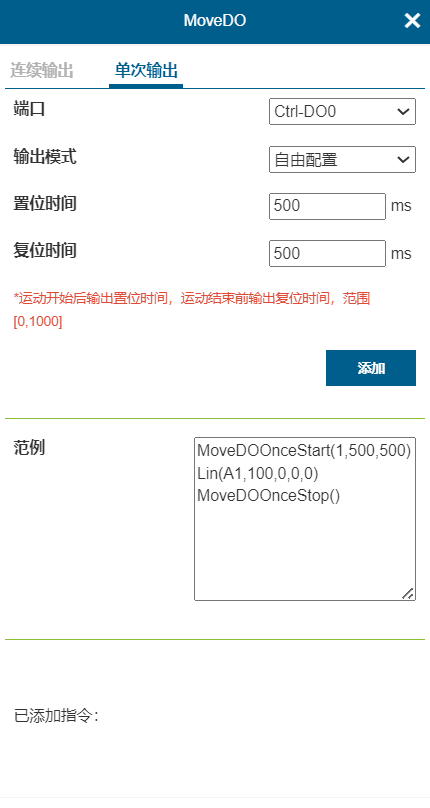 MoveDO
连续输出
单次输出
端口
Ctrl-DO0
输出模式
自由配置
置位时间
500
ms
复位时间
500
ms
*运动开始后输出置位时间，运动结束前输出复位时间，范围
[0,1000]
添加
范例
MoveDOOnceStart(1,500,500)
Lin(A1,100,0,0,0)
MoveDOOnceStop()
已添加指令：